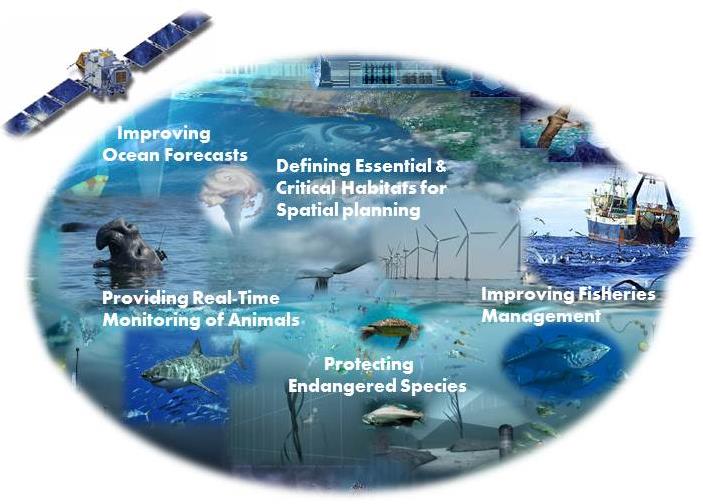 Improving
Ocean Forecasts
Defining Essential &
Critical Habitats for
Spatial planning
Providing Real-Time
Monitoring of Animals
Improving Fisheries
Management
Protecting
Endangered Species